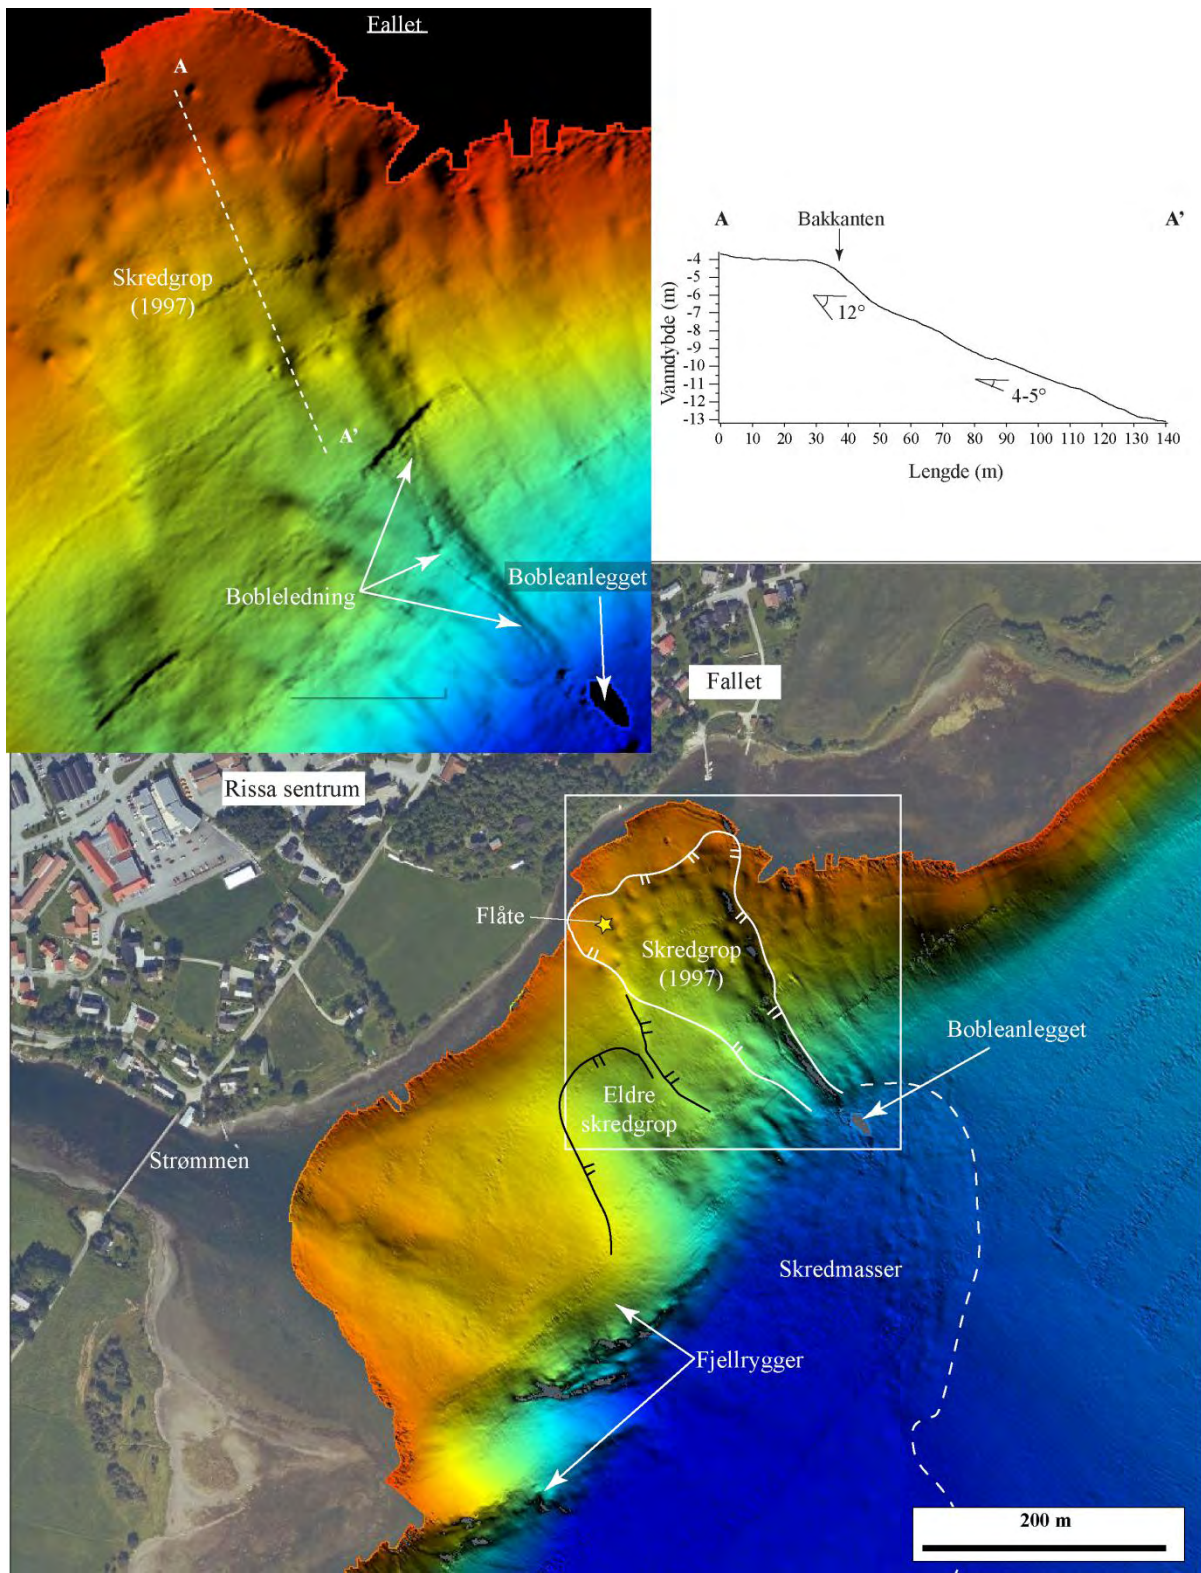 Fallet
A
Skredgrop
(1997)
A'
Bobleledning
Bobleanlegget
A
Bakkanten
A'
Vanndybde (m)
-4
-5
-6
-7
-8
-9
-10
-11
-12
-13
12°
4-5°
0 10 20 30 40 50 60 70 80 90 100 110 120 130 140
Lengde (m)
Fallet
Rissa sentrum
Flåte
Skredgrop
(1997)
Bobleanlegget
Eldre
skredgrop
Strømmen
Skredmasser
Fjellrygger
200 m